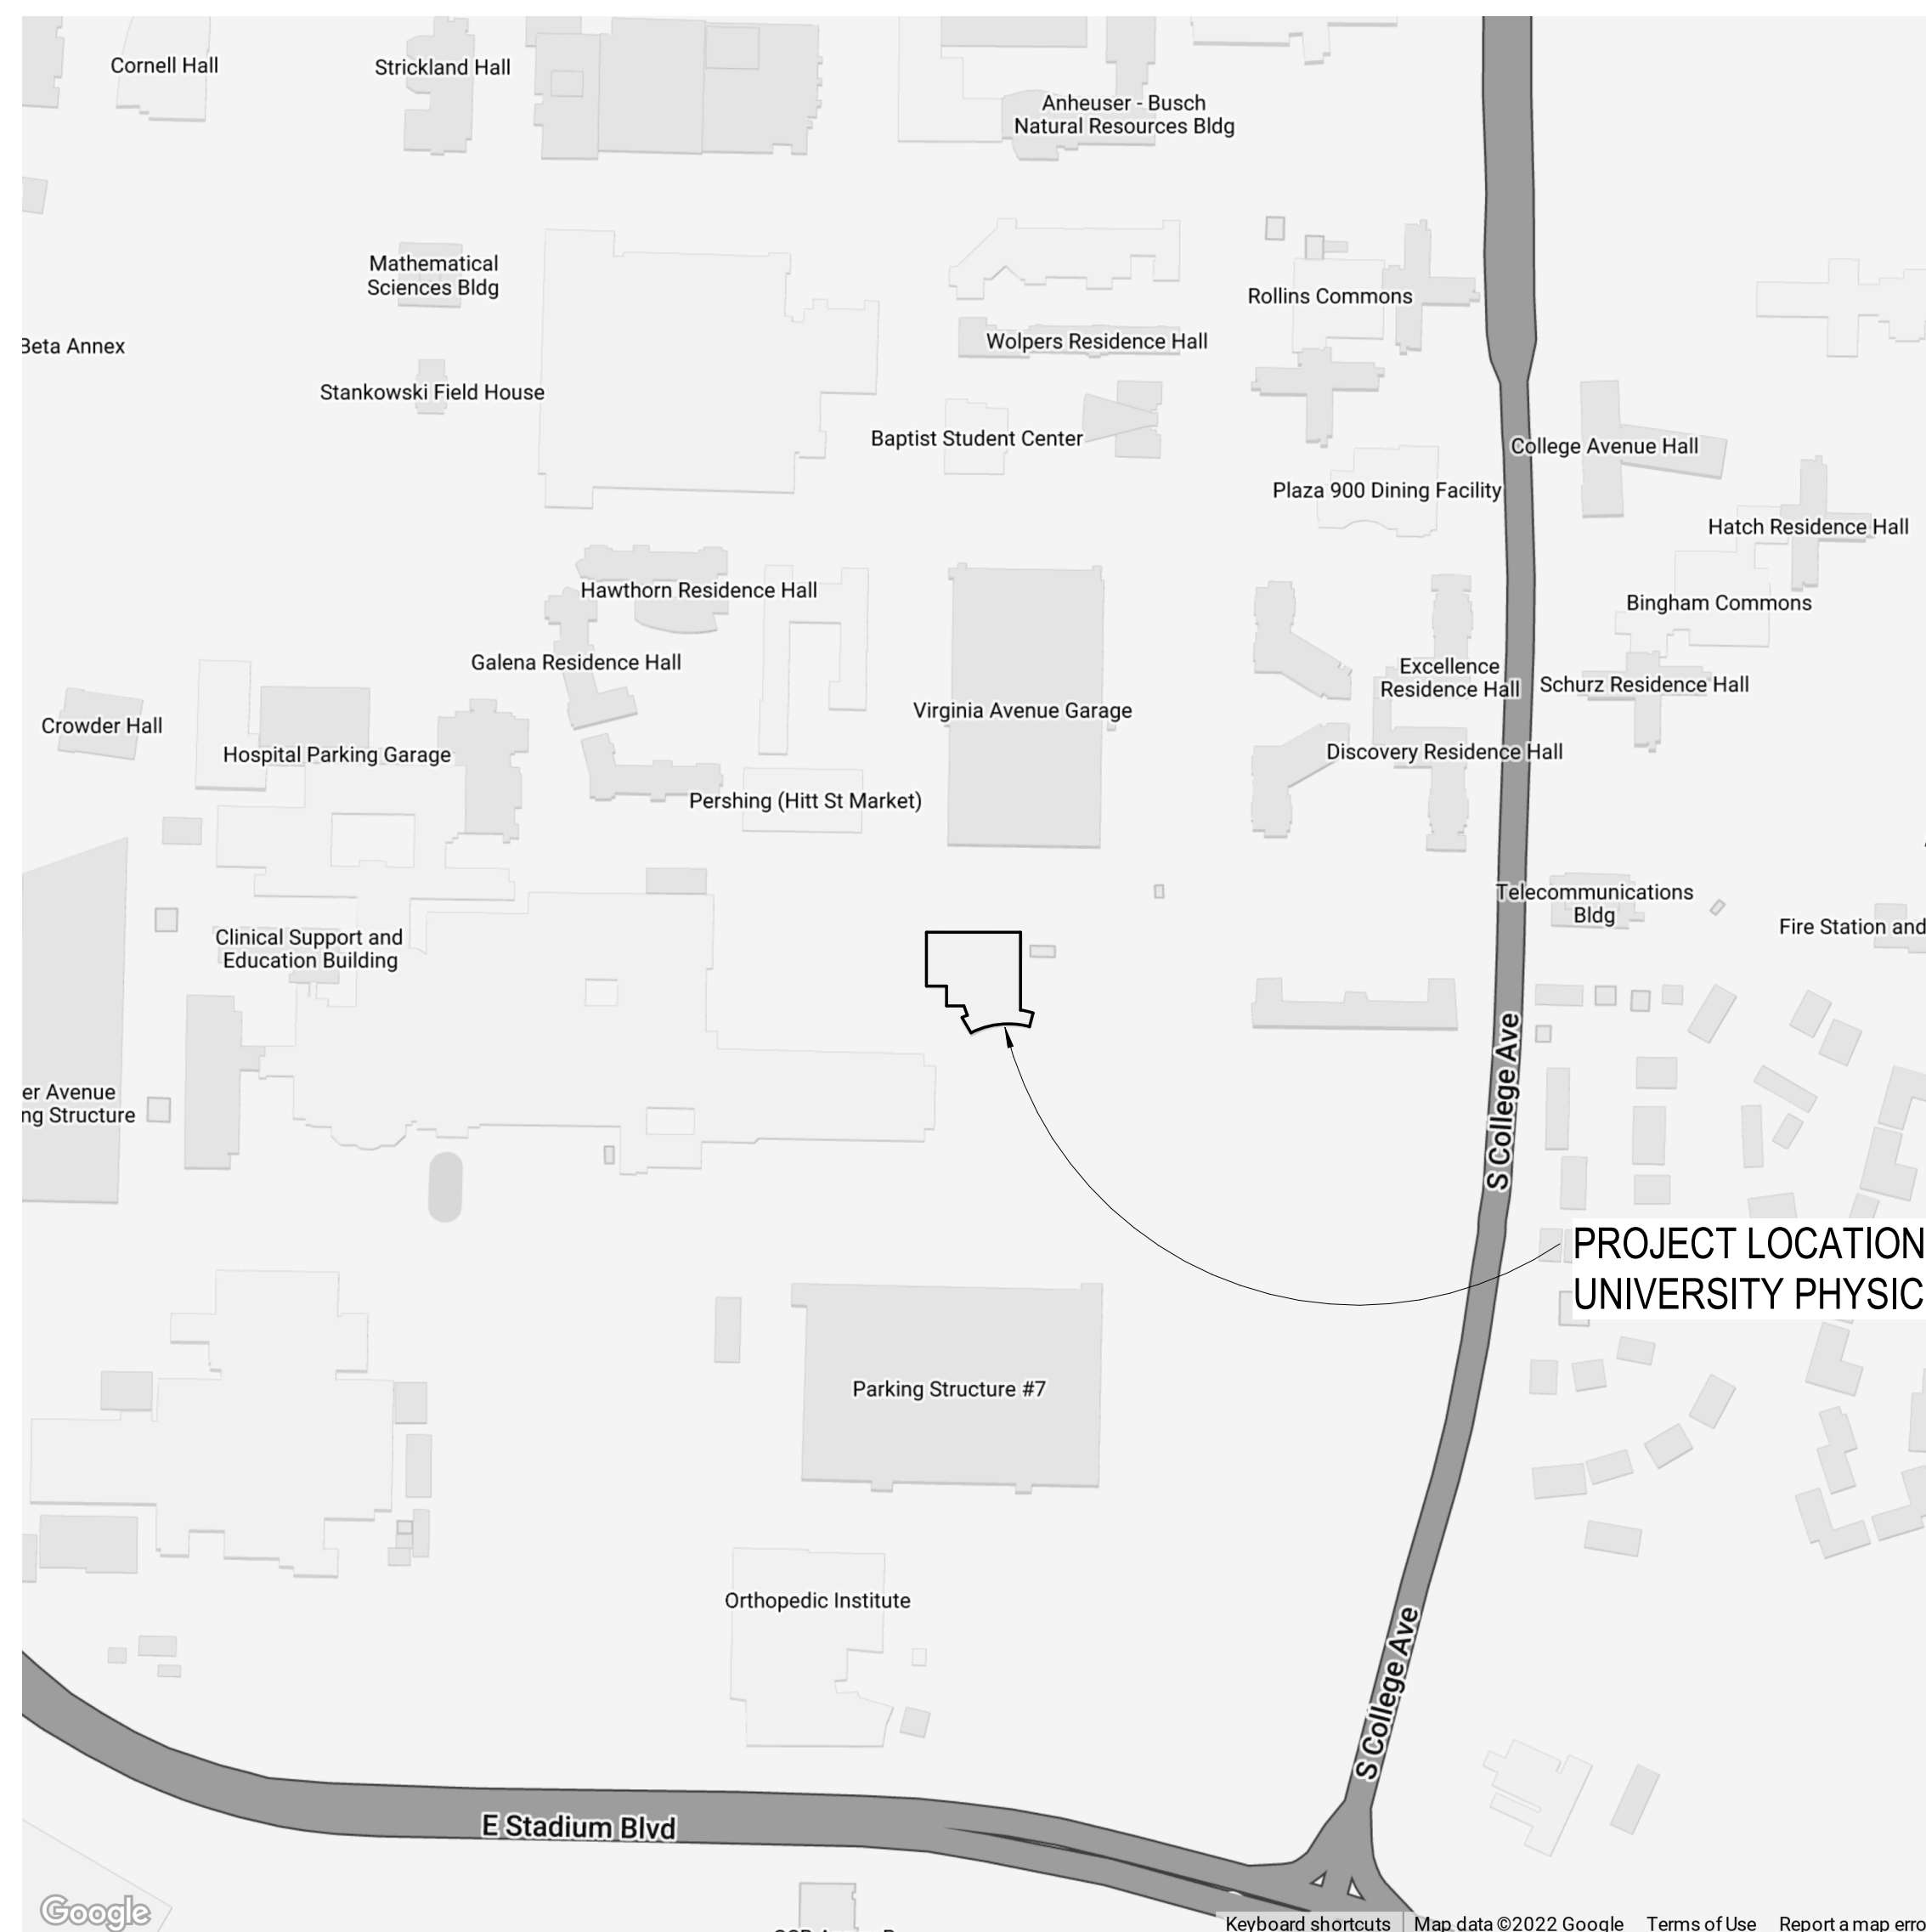 Cornell Hall
Strickland Hall
Anheuser - Busch
Natural Resources Bldg
Mathematical
Sciences Bldg
Rollins Commons
Beta Annex
Wolpers Residence Hall
Stankowski Field House
Baptist Student Center
College Avenue Hall
Plaza 900 Dining Facility
Hatch Residence Hall
Hawthorn Residence Hall
Bingham Commons
Galena Residence Hall
Excellence
Residence Hall
Schurz Residence Hall
Virginia Avenue Garage
Crowder Hall
Hospital Parking Garage
Discovery Residence Hall
Pershing (Hitt St Market)
Telecommunications
Bldg
Fire Station and
Clinical Support and
Education Building
S College Ave
er Avenue
ng Structure
PROJECT LOCATION
UNIVERSITY PHYSIC
Parking Structure #7
Orthopedic Institute
S College Ave
E Stadium Blvd
Google
Keyboard shortcuts
Map data ©2022 Google
Terms of Use
Report a map erro